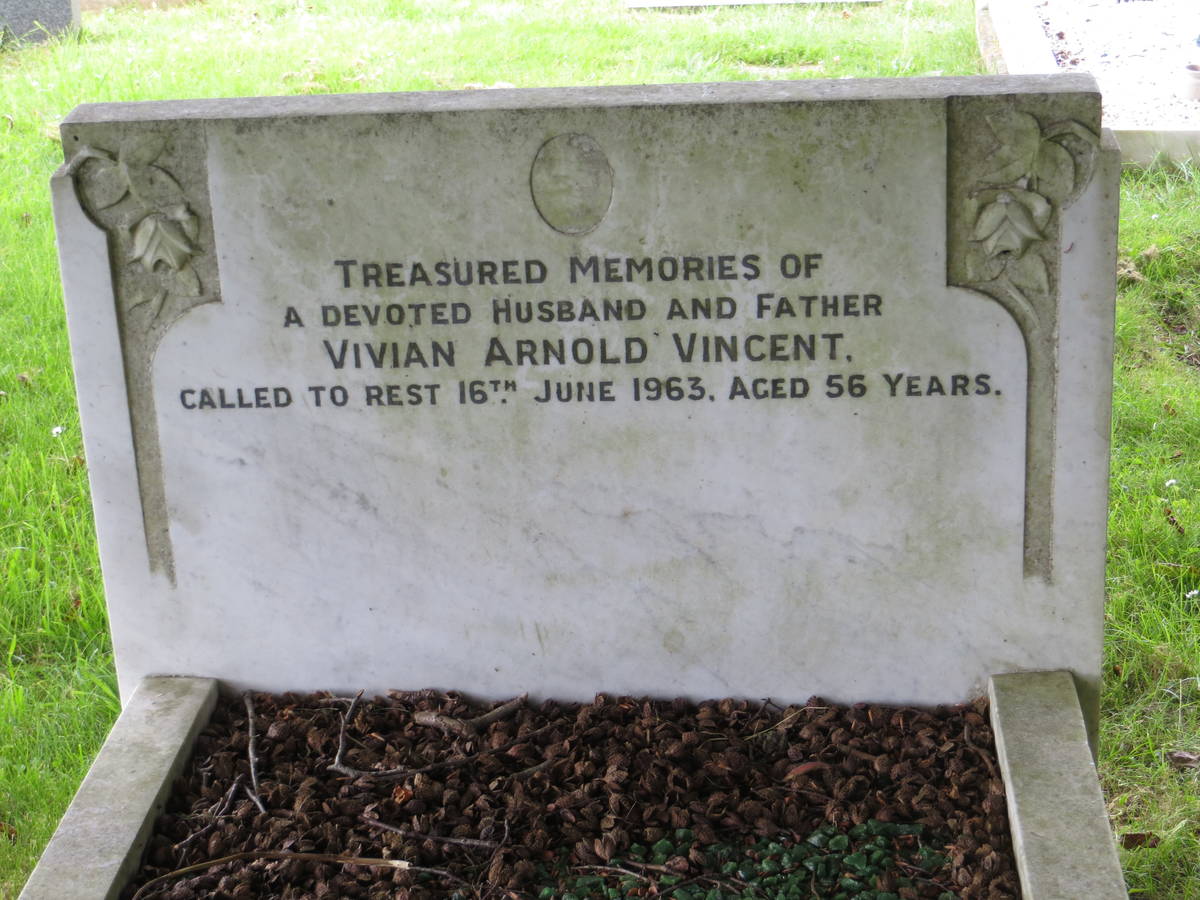 TREASURED MEMORIES OF
A DEVOTED HUSBAND AND FATHER
VIVIAN ARNOLD VINCENT.
CALLED TO REST 16TH JUNE 1963. AGED 56 YEARS.